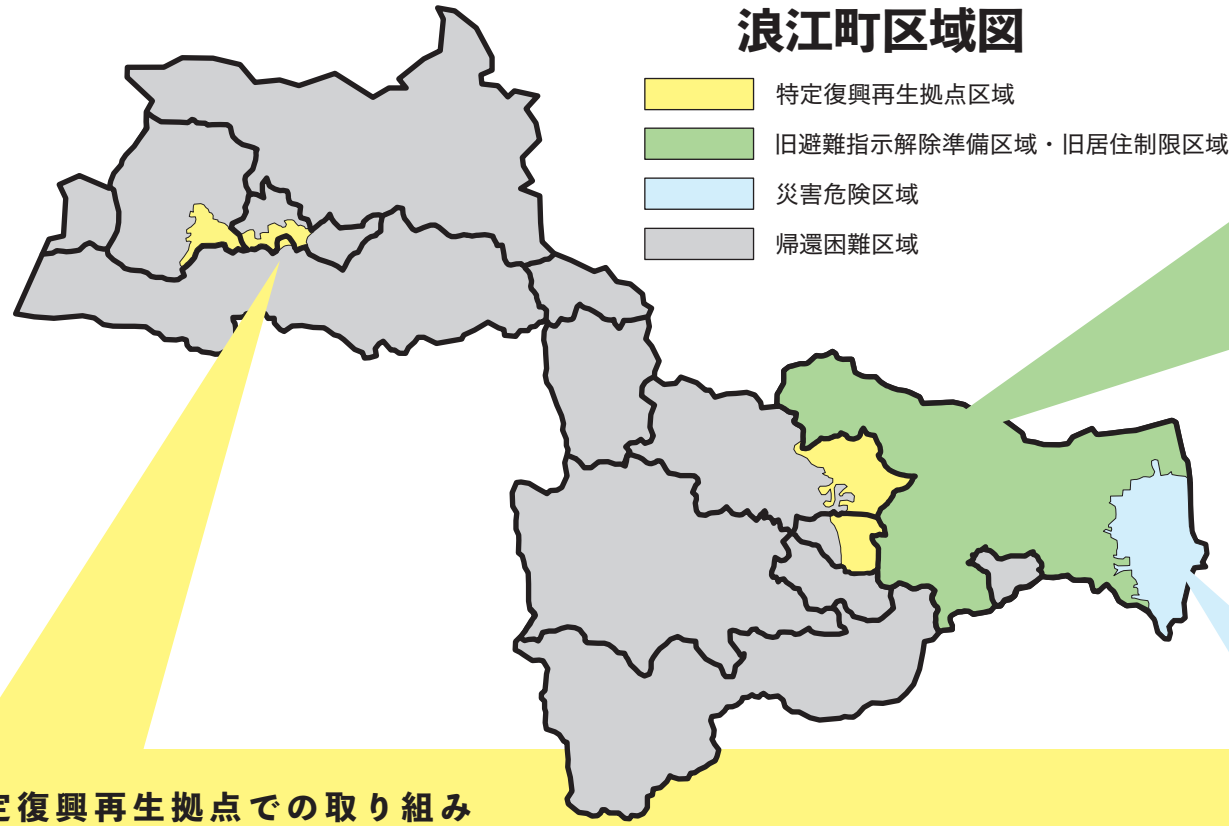 浪江町区域図
特定復興再生拠点区域
旧避難指示解除準備区域・旧居住制限区域
災害危険区域
帰還困難区域
定復興再生拠点での取り組み